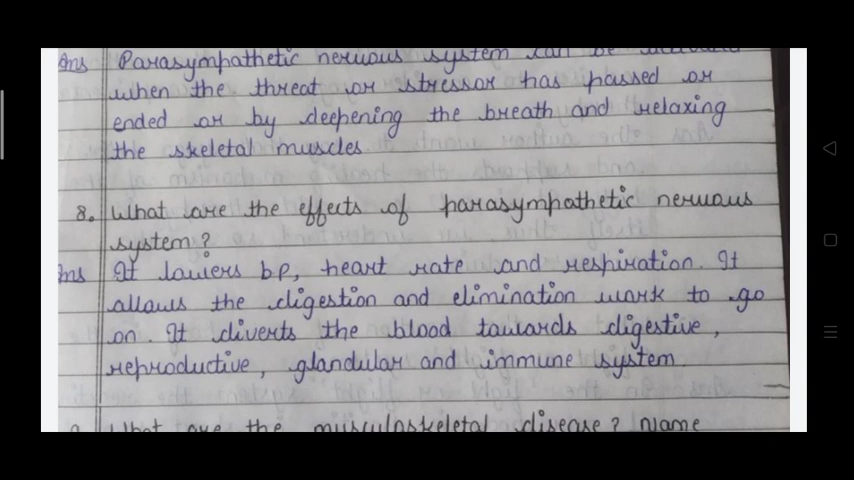 Ans Parasympathetic nervous system can be
when the threat or stressor has passed or
ended or by deepening the breath and relaxing
the skeletal muscles
8. What are the effects of parasympathetic nervous
system?
Ans It lowers bp, heart rate and respiration. It
allows the digestion and elimination work to go
on. It diverts the blood towards digestive,
reproductive, glandular and immune system.
What are the musculoskeletal disease? Name